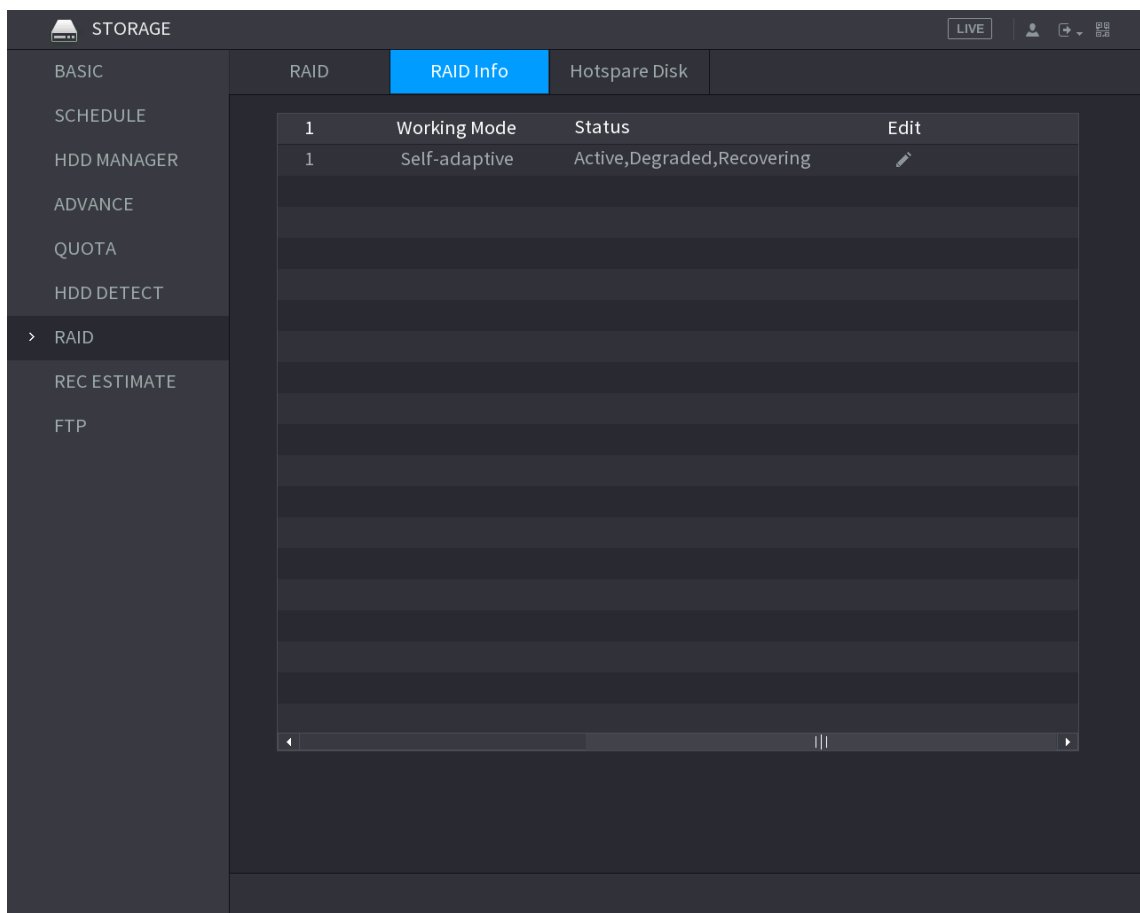 STORAGE LIVE
BASIC
SCHEDULE
HDD MANAGER
ADVANCE
QUOTA
HDD DETECT
RAID
REC ESTIMATE
FTP
RAID RAID Info Hotspare Disk
1 Working Mode Status Edit
1 Self-adaptive Active,Degraded,Recovering